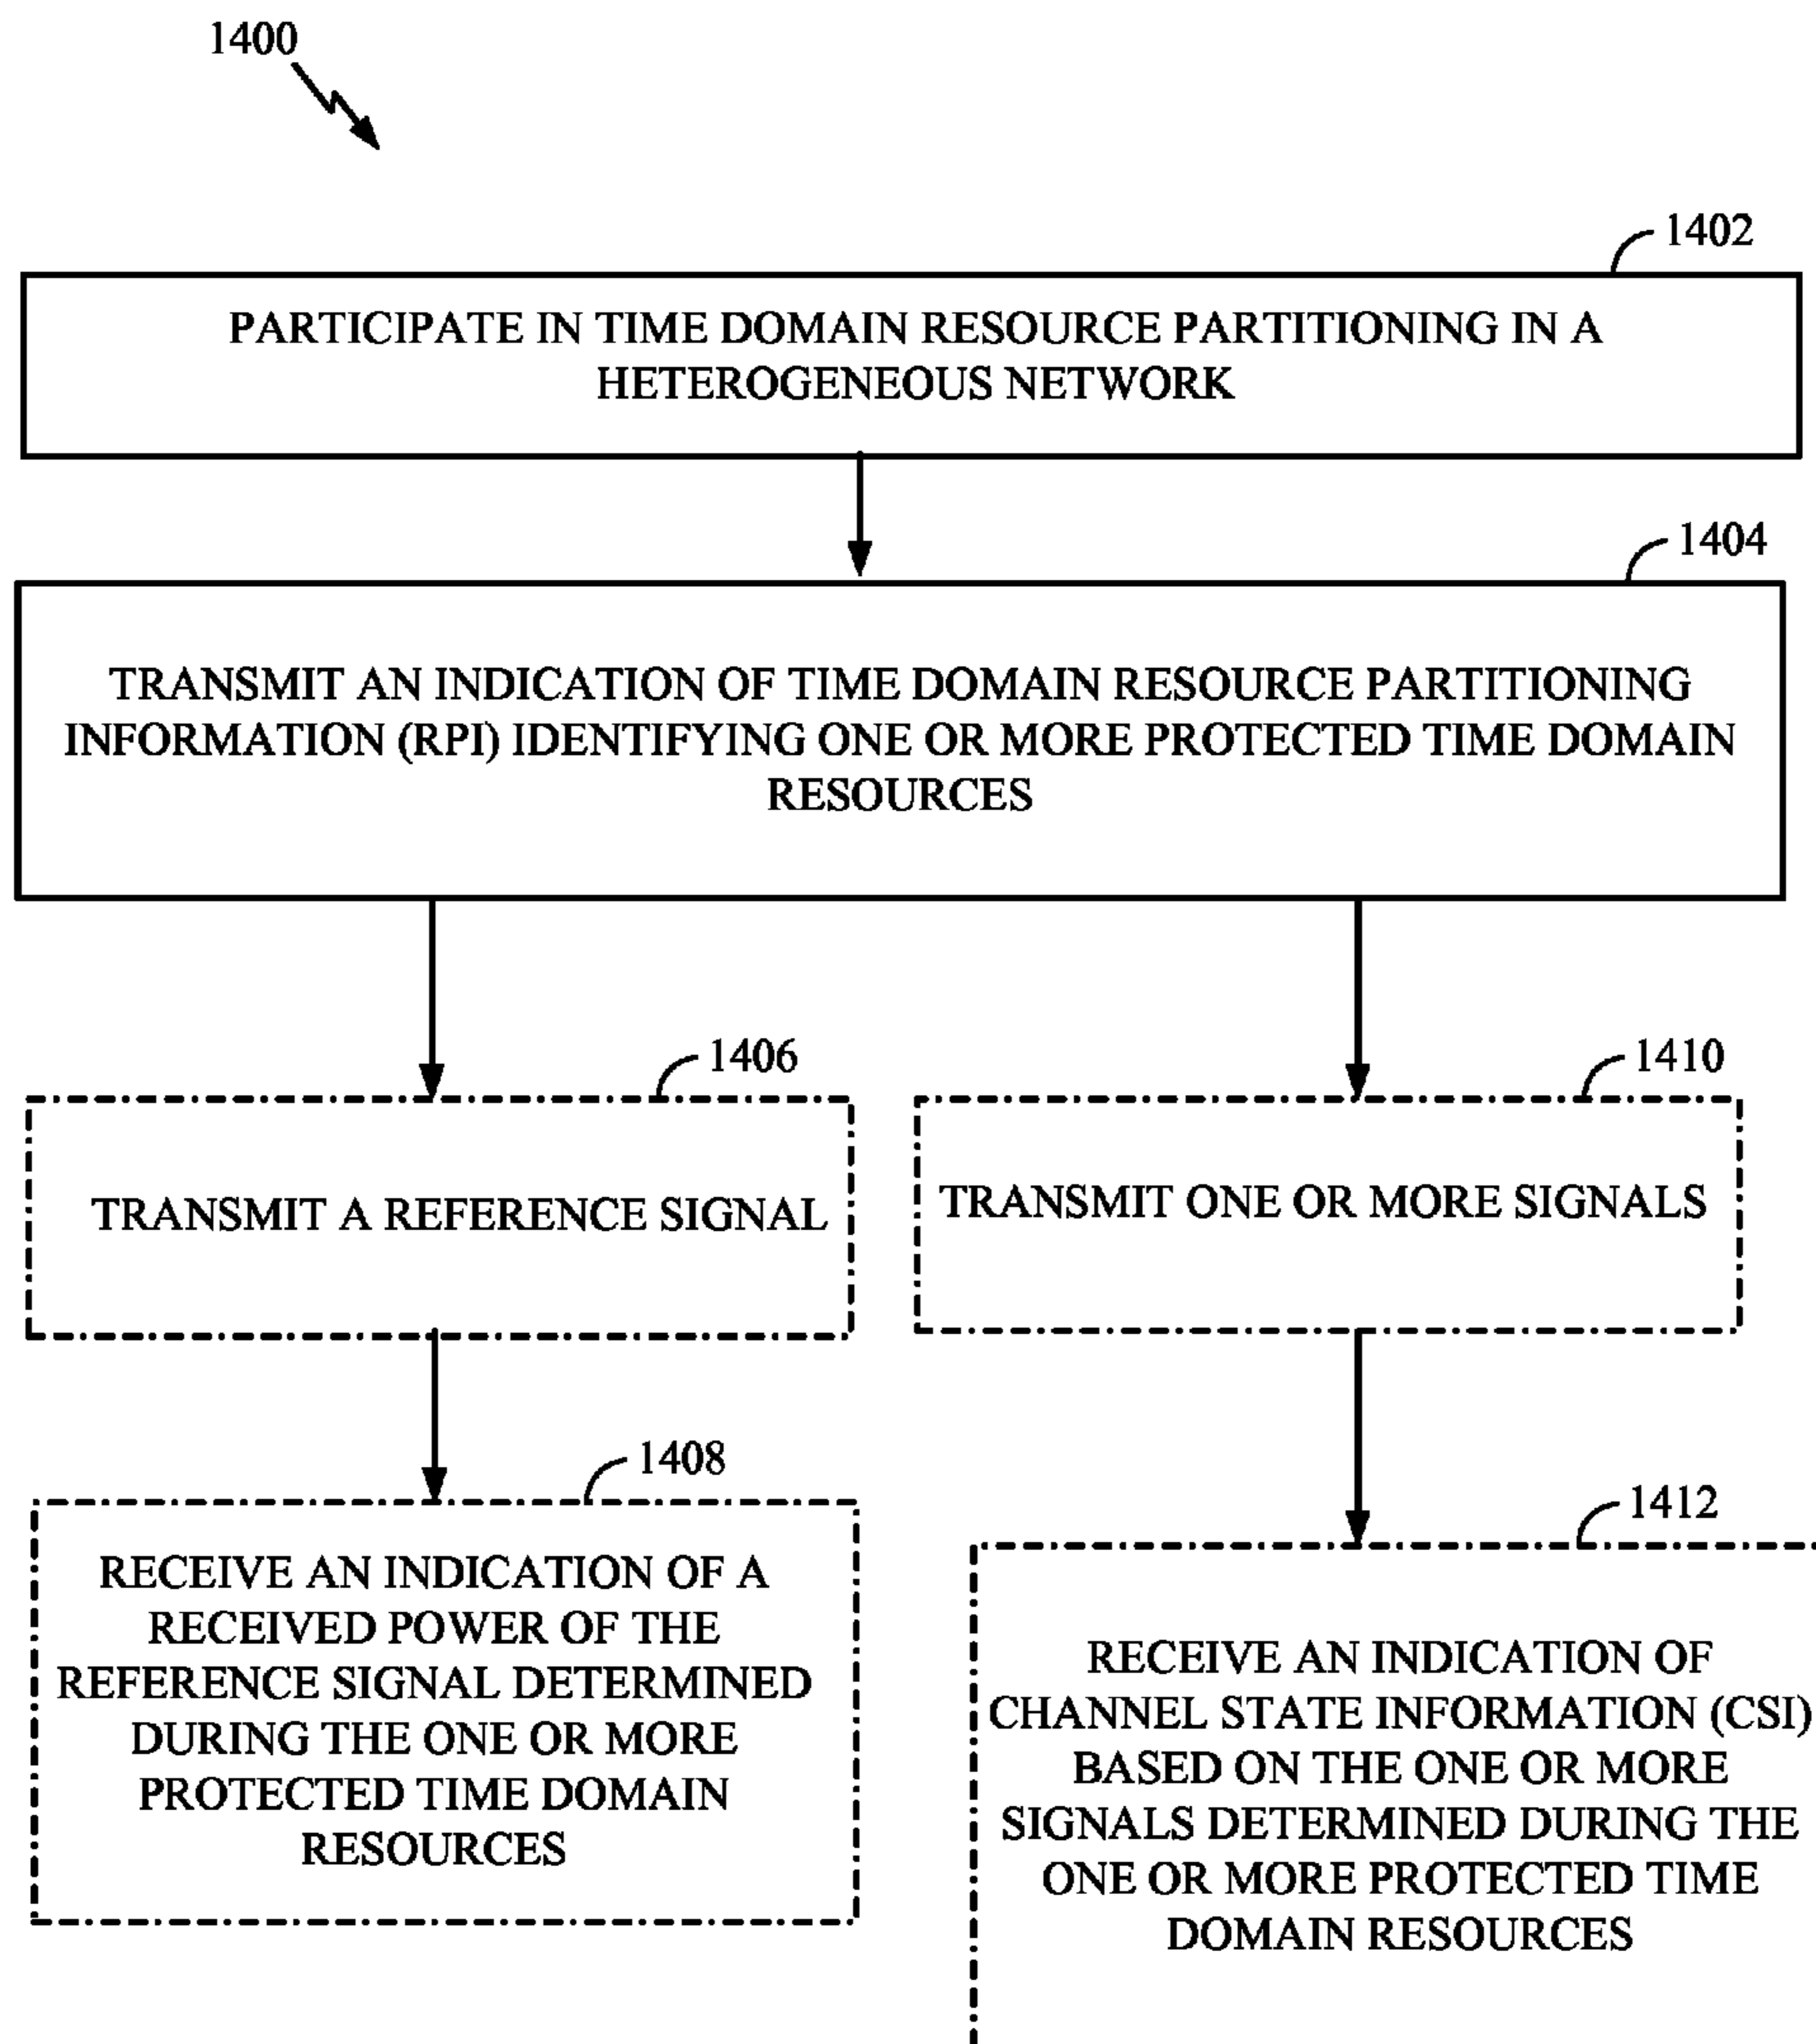 1400
1402
PARTICIPATE IN TIME DOMAIN RESOURCE PARTITIONING IN A
HETEROGENEOUS NETWORK
1404
TRANSMIT AN INDICATION OF TIME DOMAIN RESOURCE PARTITIONING
INFORMATION (RPI) IDENTIFYING ONE OR MORE PROTECTED TIME DOMAIN
RESOURCES
1406
TRANSMIT A REFERENCE SIGNAL
1408
RECEIVE AN INDICATION OF A
RECEIVED POWER OF THE
REFERENCE SIGNAL DETERMINED
DURING THE ONE OR MORE
PROTECTED TIME DOMAIN
RESOURCES
1410
TRANSMIT ONE OR MORE SIGNALS
1412
RECEIVE AN INDICATION OF
CHANNEL STATE INFORMATION (CSI)
BASED ON THE ONE OR MORE
SIGNALS DETERMINED DURING THE
ONE OR MORE PROTECTED TIME
DOMAIN RESOURCES